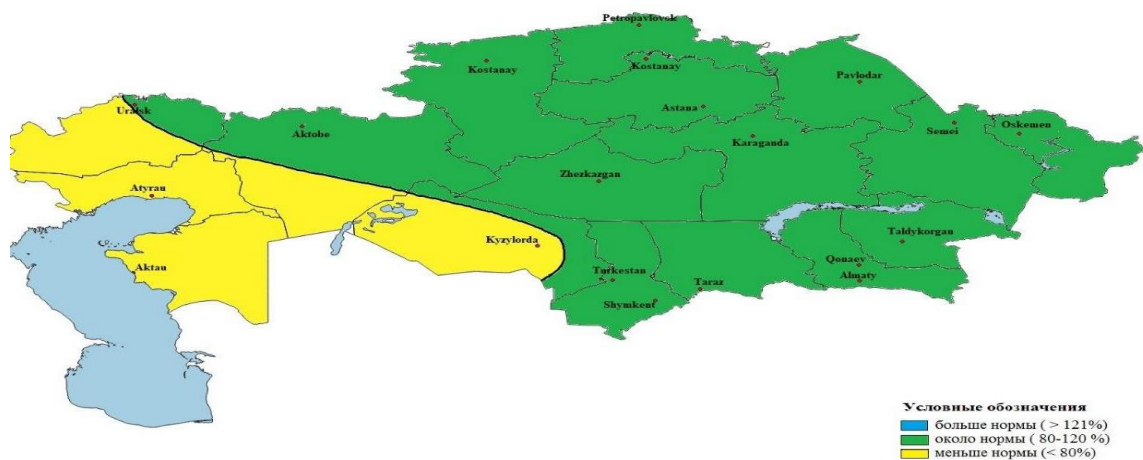 Petropavlovsk
Kostanay
Kostanay
Pavlodar
Uralsk
Astana
Aktobe
Semei
Oskemen
Karaganda
Zhezkazgan
Atyrau
Kyzylorda
Taldykorgan
Aktau
Qonaev
Turkestan
Almaty
Taraz
Shymkent
Условные обозначения
больше нормы ( > 121%)
около нормы ( 80-120 %)
меньше нормы (< 80%)